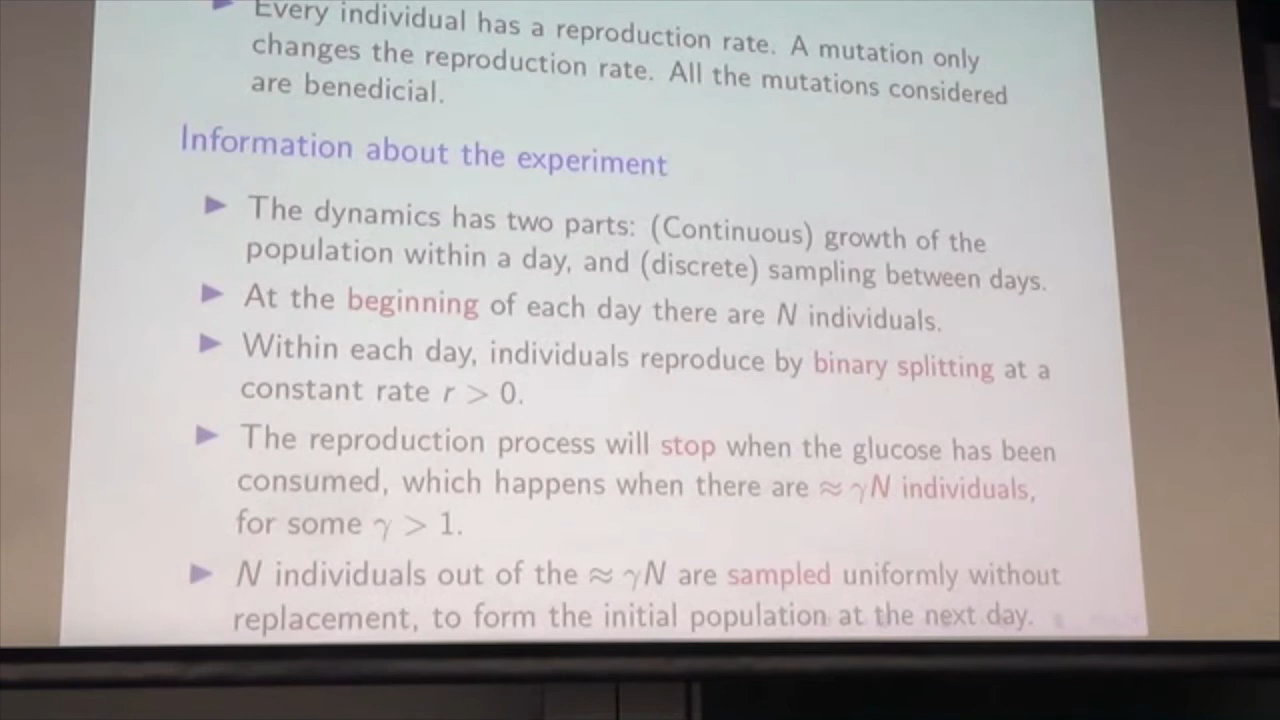 Every individual has a reproduction rate. A mutation only
changes the reproduction rate. All the mutations considered
are benedicial.
Information about the experiment
▶ The dynamics has two parts: (Continuous) growth of the
population within a day, and (discrete) sampling between days.
▶ At the beginning of each day there are N individuals.
▶ Within each day, individuals reproduce by binary splitting at a
constant rate r > 0.
▶ The reproduction process will stop when the glucose has been
consumed, which happens when there are ≈ γN individuals,
for some γ > 1.
▶ N individuals out of the ≈ γN are sampled uniformly without
replacement, to form the initial population at the next day.